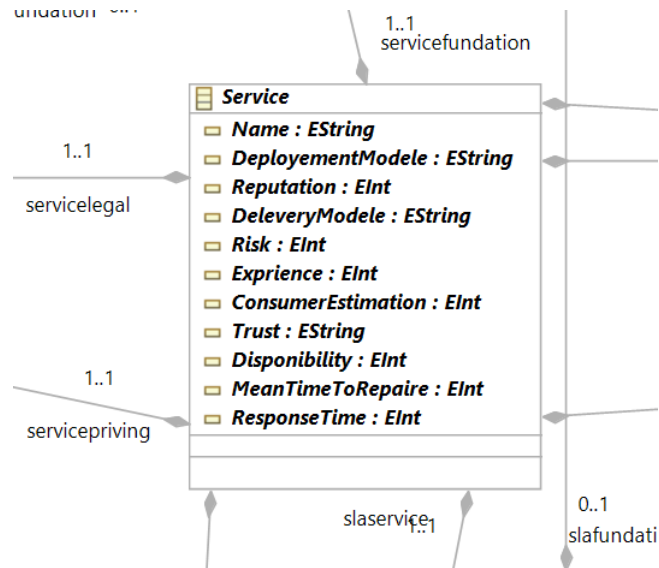 1..1
servicefundation
Service
Name : EString
DeployementModele : EString
Reputation : EInt
DeleveryModele : EString
Risk : EInt
Exprience : EInt
ConsumerEstimation : EInt
Trust : EString
Disponibility : EInt
MeanTimeToRepaire : EInt
ResponseTime : EInt
1..1
servicelegal
1..1
servicepriving
slaservice
1..1
0..1
slafundati